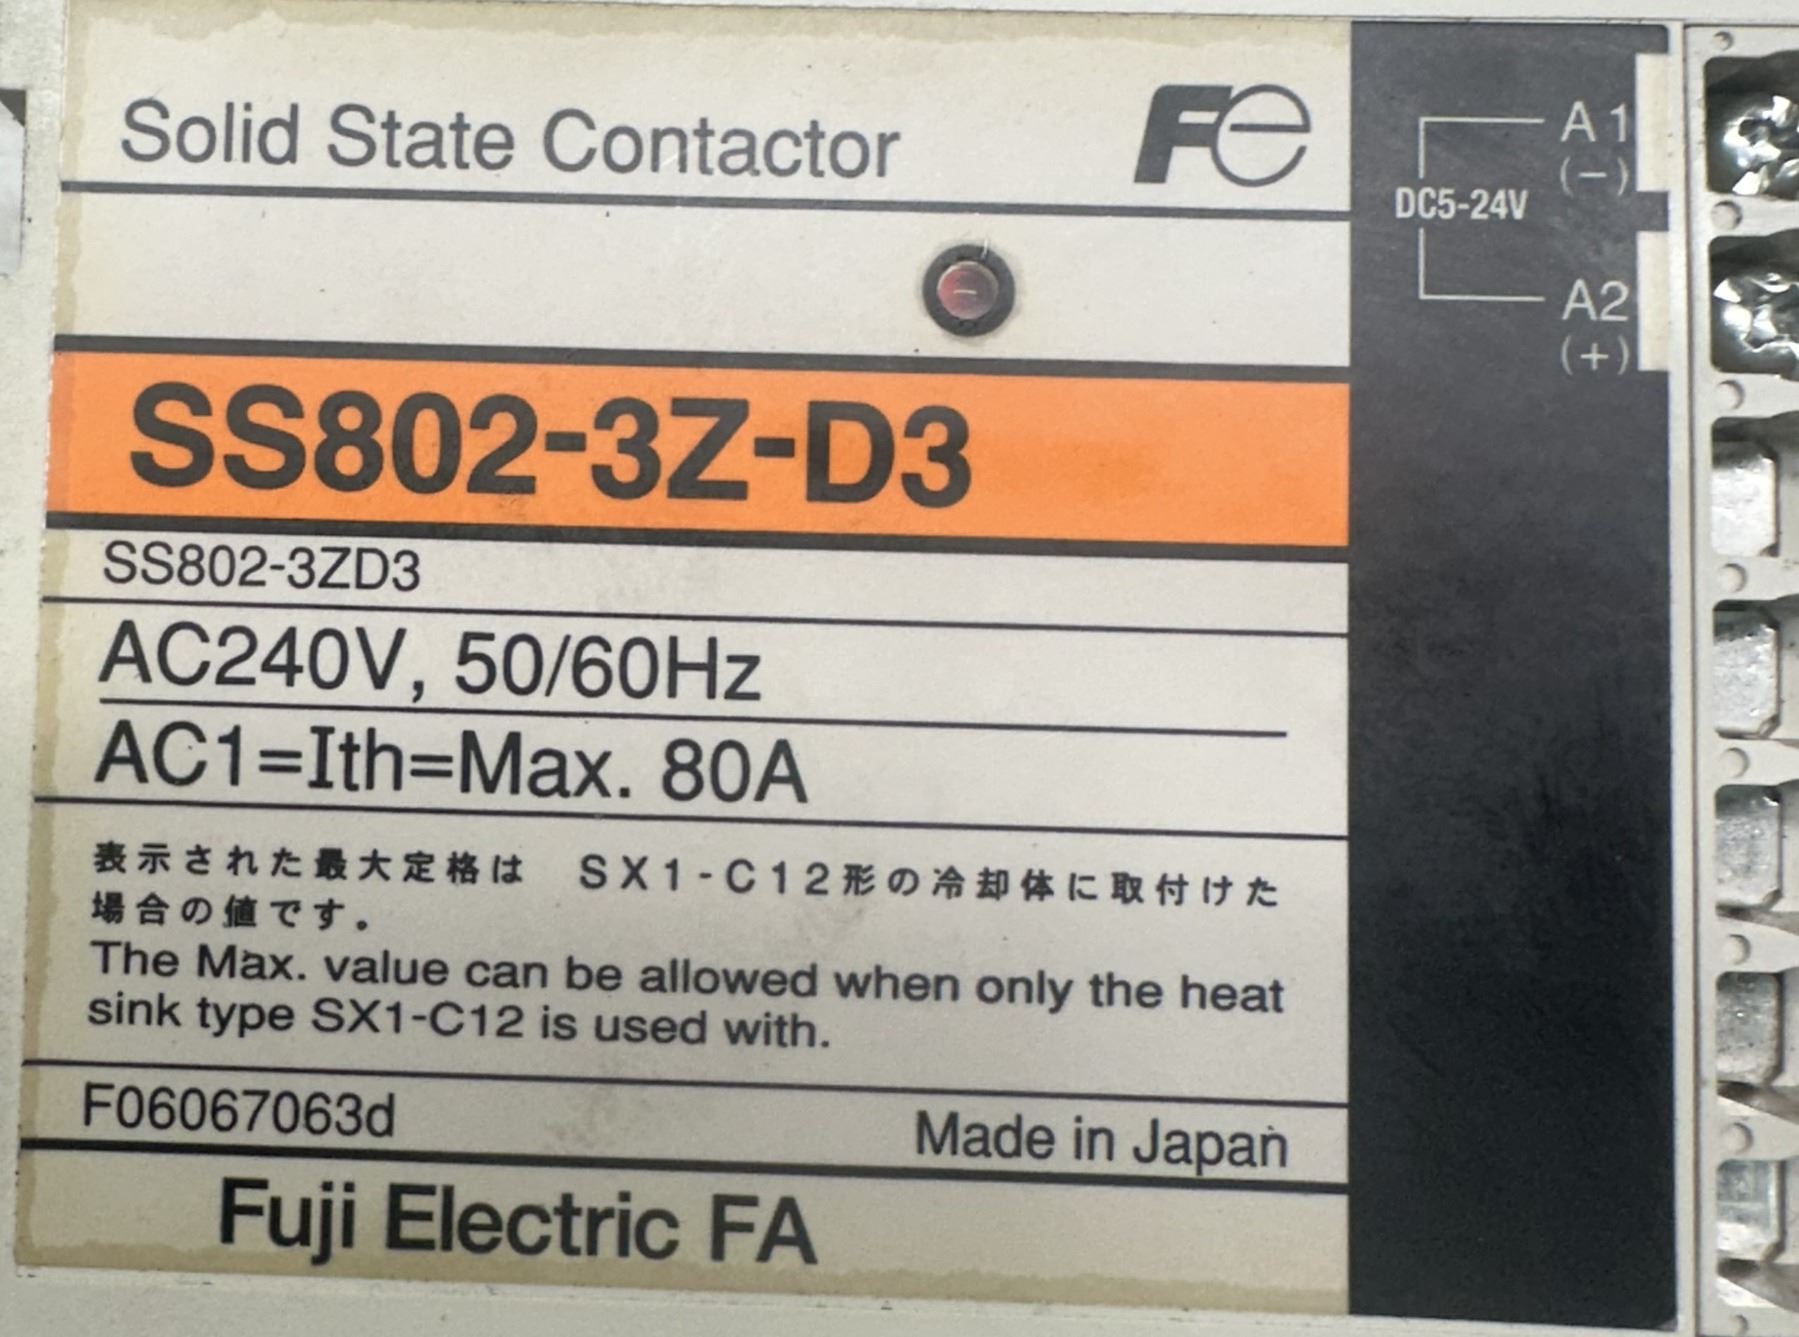 Solid State Contactor
Fe
A1
(−)
DC5-24V
A2
(+)
SS802-3Z-D3
SS802-3ZD3
AC240V, 50/60Hz
AC1=Ith=Max. 80A
表示された最大定格は SX1-C12形の冷却体に取付けた
場合の値です。
The Max. value can be allowed when only the heat
sink type SX1-C12 is used with.
F06067063d
Made in Japan
Fuji Electric FA